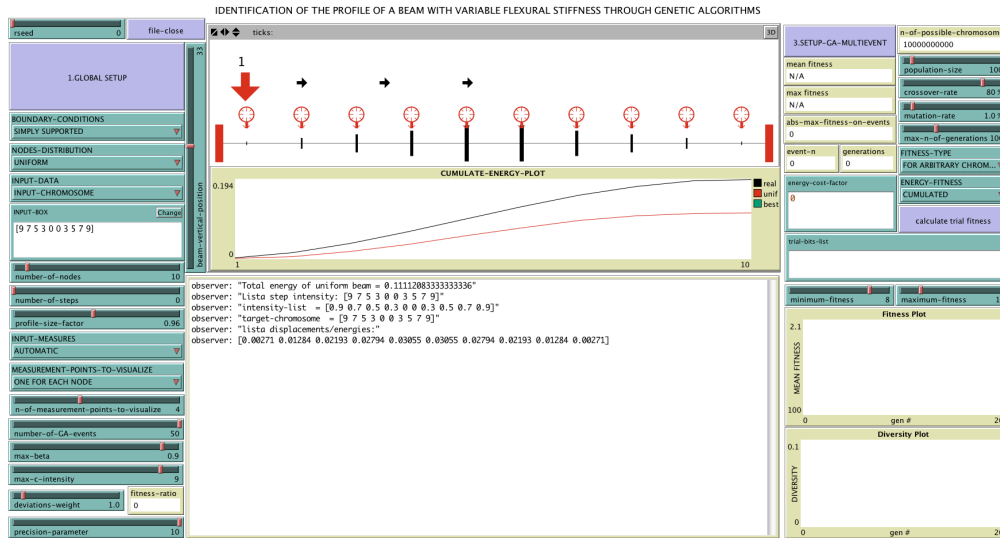 IDENTIFICATION OF THE PROFILE OF A BEAM WITH VARIABLE FLEXURAL STIFFNESS THROUGH GENETIC ALGORITHMS
rseed 0
file-close
1.GLOBAL SETUP
BOUNDARY-CONDITIONS
SIMPLY SUPPORTED
NODES-DISTRIBUTION
UNIFORM
INPUT-DATA
INPUT-CHROMOSOME
INPUT-BOX Change
[9 7 5 3 0 0 3 5 7 9]
number-of-nodes 10
number-of-steps 0
profile-size-factor 0.96
INPUT-MEASURES
AUTOMATIC
MEASUREMENT-POINTS-TO-VISUALIZE
ONE FOR EACH NODE
n-of-measurement-points-to-visualize 4
number-of-GA-events 50
max-beta 0.9
max-c-intensity 9
deviations-weight 1.0
fitness-ratio
0
precision-parameter 10
beam-vertical-position 33
ticks: 3D
1
CUMULATE-ENERGY-PLOT
0.194
0
1 10
real
unif
best
observer: "Total energy of uniform beam = 0.11112083333333336"
observer: "Lista step intensity: [9 7 5 3 0 0 3 5 7 9]"
observer: "intensity-list = [0.9 0.7 0.5 0.3 0 0 0.3 0.5 0.7 0.9]"
observer: "target-chromosome = [9 7 5 3 0 0 3 5 7 9]"
observer: "lista displacements/energies:"
observer: [0.00271 0.01284 0.02193 0.02794 0.03055 0.03055 0.02794 0.02193 0.01284 0.00271]
3.SETUP-GA-MULTIEVENT
mean fitness
N/A
max fitness
N/A
abs-max-fitness-on-events
0
event-n
0
generations
0
energy-cost-factor
0
n-of-possible-chromosom
10000000000
population-size 100
crossover-rate 80 %
mutation-rate 1.0 %
max-n-of-generations 100
FITNESS-TYPE
FOR ARBITRARY CHROM...
ENERGY-FITNESS
CUMULATED
calculate trial fitness
trial-bits-list
minimum-fitness 8
maximum-fitness 1
Fitness Plot
2.1
MEAN FITNESS
100
0 gen # 20
Diversity Plot
0.1
DIVERSITY
0
0 gen # 20